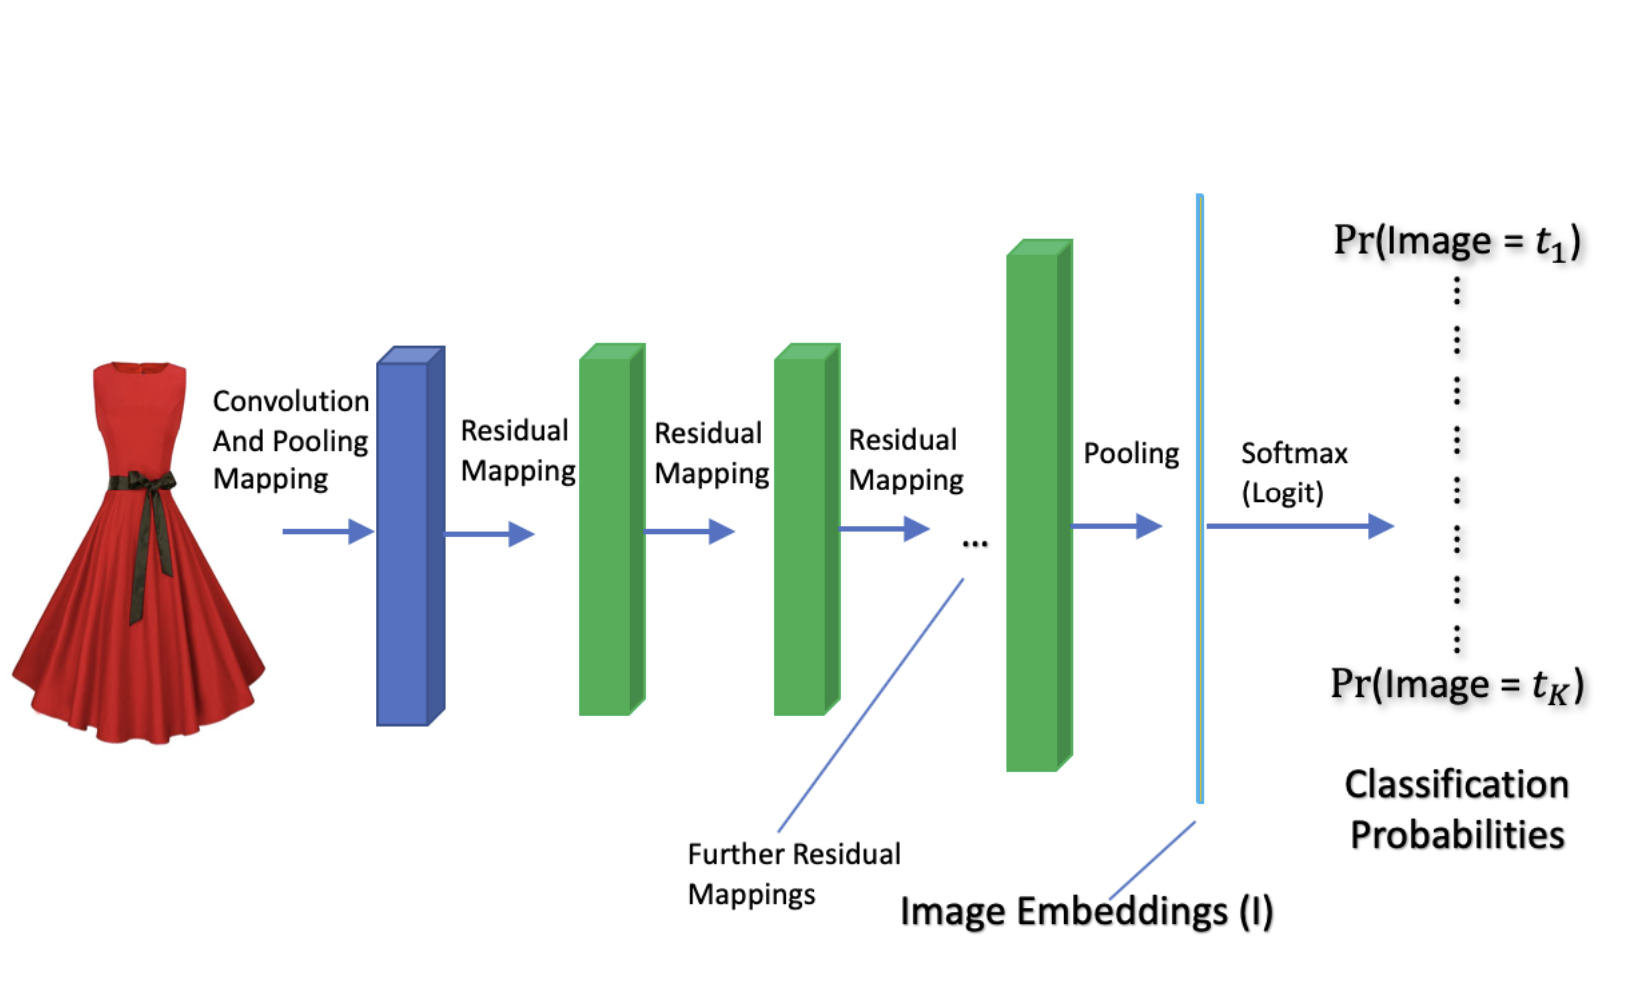 Convolution
And Pooling
Mapping
Residual
Mapping
Residual
Mapping
Residual
Mapping
...
Pooling
Softmax
(Logit)
Pr(Image = t₁)
Pr(Image = t_K)
Classification
Probabilities
Further Residual
Mappings
Image Embeddings (I)